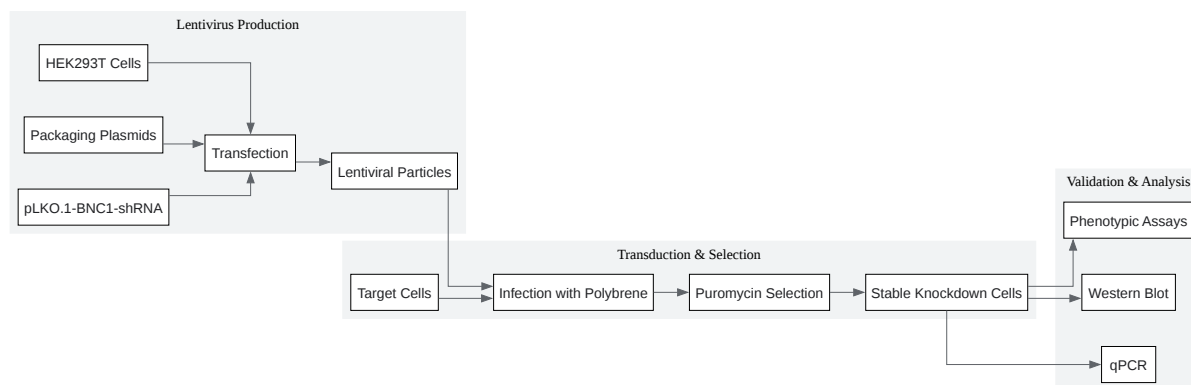 Lentivirus Production
HEK293T Cells
Packaging Plasmids
Transfection
Lentiviral Particles
pLKO.1-BNC1-shRNA
Transduction & Selection
Target Cells
Infection with Polybrene
Puromycin Selection
Stable Knockdown Cells
Validation & Analysis
Phenotypic Assays
Western Blot
qPCR